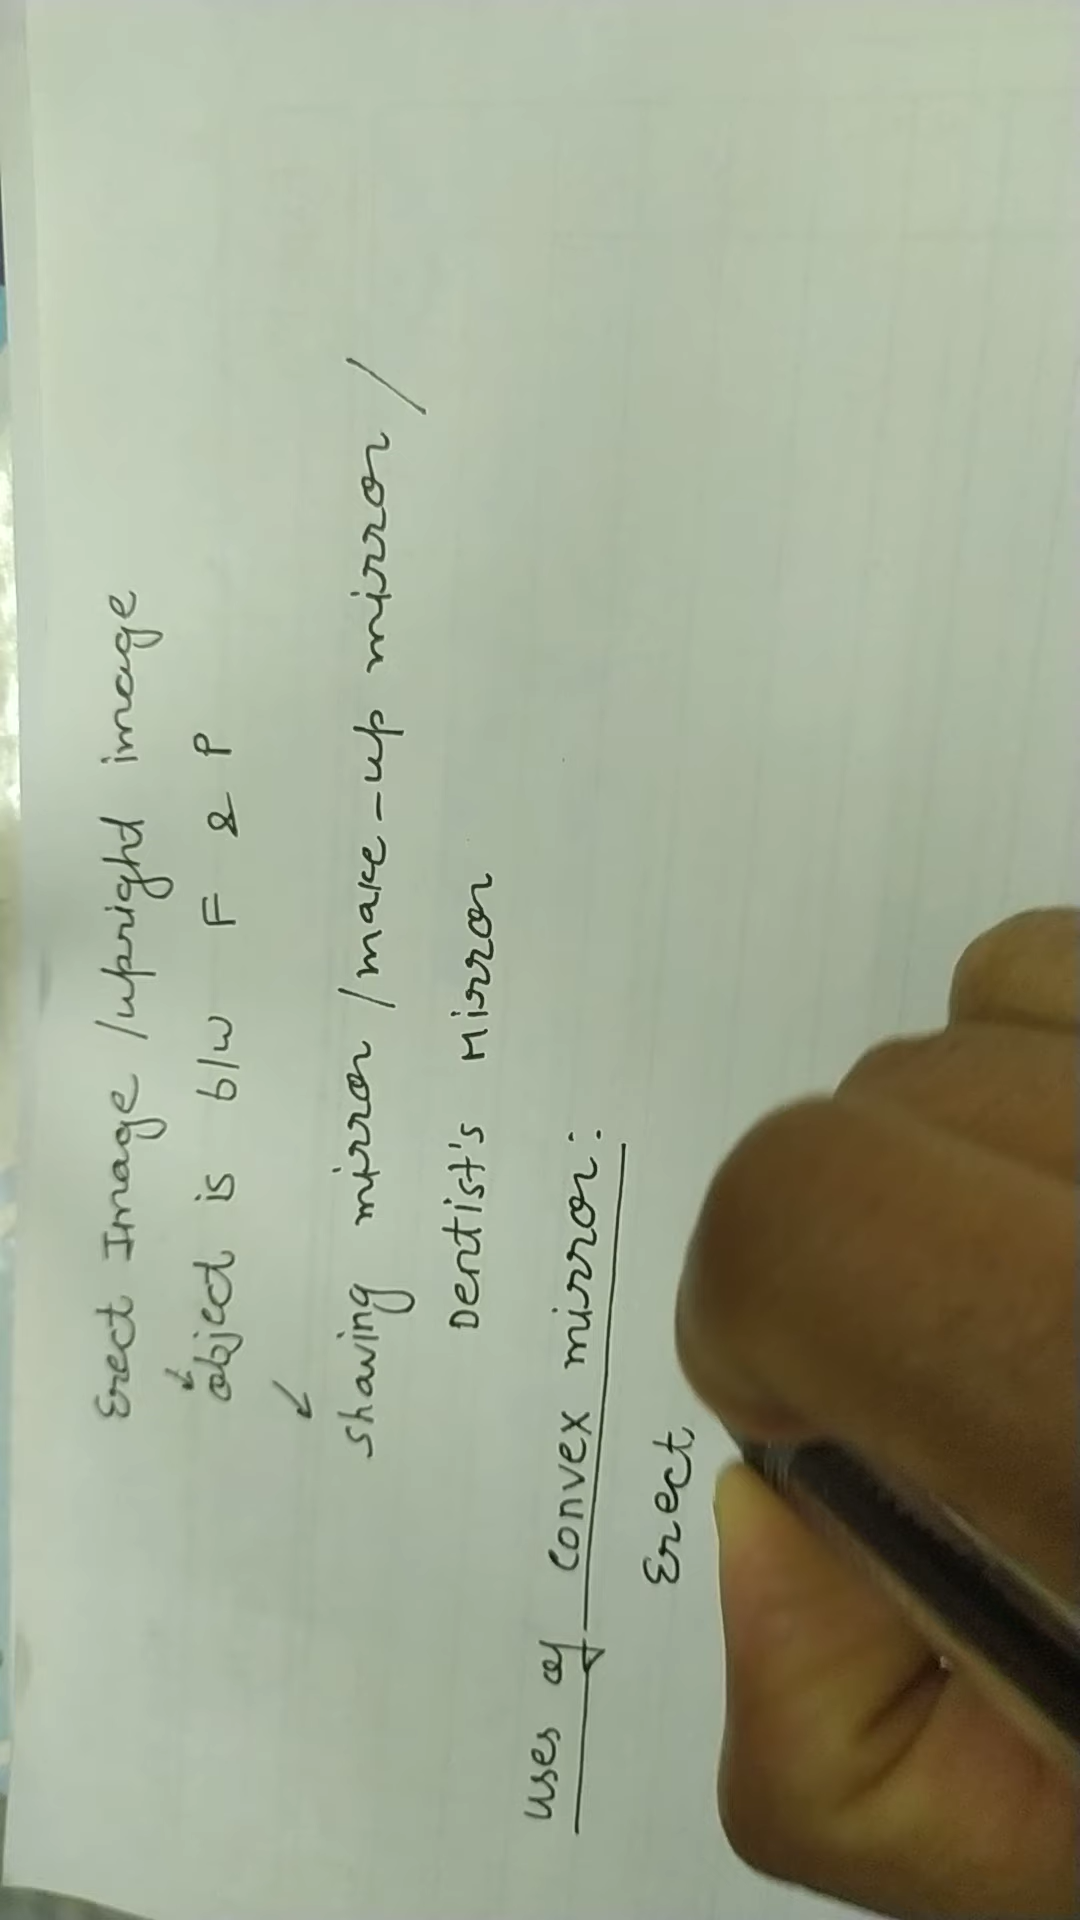 Erect Image / upright image
↓
object is b/w F & P
↓
shaving mirror / make-up mirror /
Dentist's Mirror
uses of convex mirror:
Erect